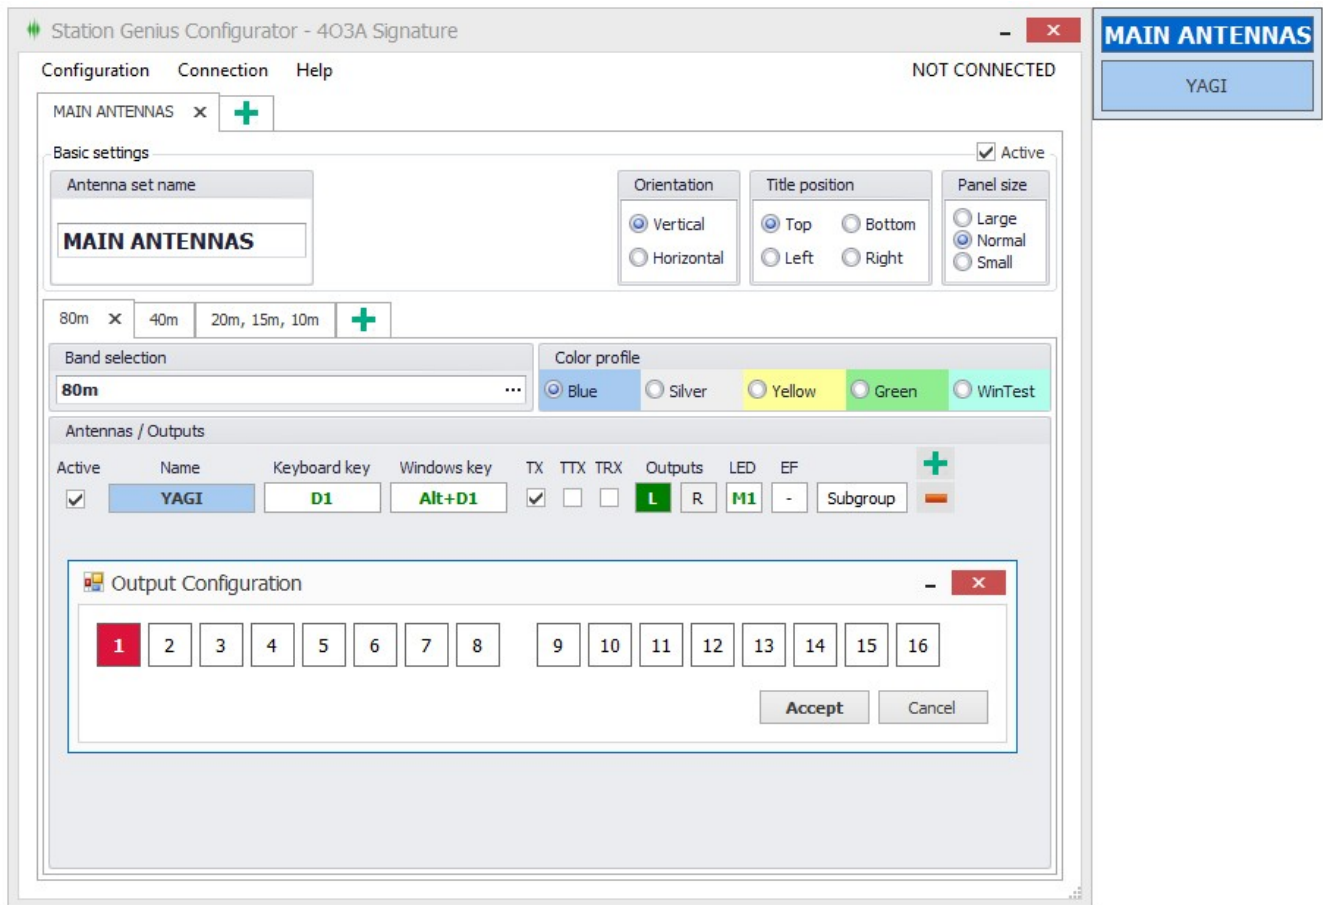 Station Genius Configurator - 4O3A Signature
Configuration Connection Help NOT CONNECTED
MAIN ANTENNAS
Basic settings Active
Antenna set name Orientation Title position Panel size
MAIN ANTENNAS
Vertical Top Bottom Large
Normal
Horizontal Left Right Small
80m 40m 20m, 15m, 10m
Band selection Color profile
80m ... Blue Silver Yellow Green WinTest
Antennas / Outputs
Active Name Keyboard key Windows key TX TTX TRX Outputs LED EF
YAGI D1 Alt+D1 L R M1 - Subgroup
Output Configuration
1 2 3 4 5 6 7 8 9 10 11 12 13 14 15 16
Accept Cancel
MAIN ANTENNAS
YAGI